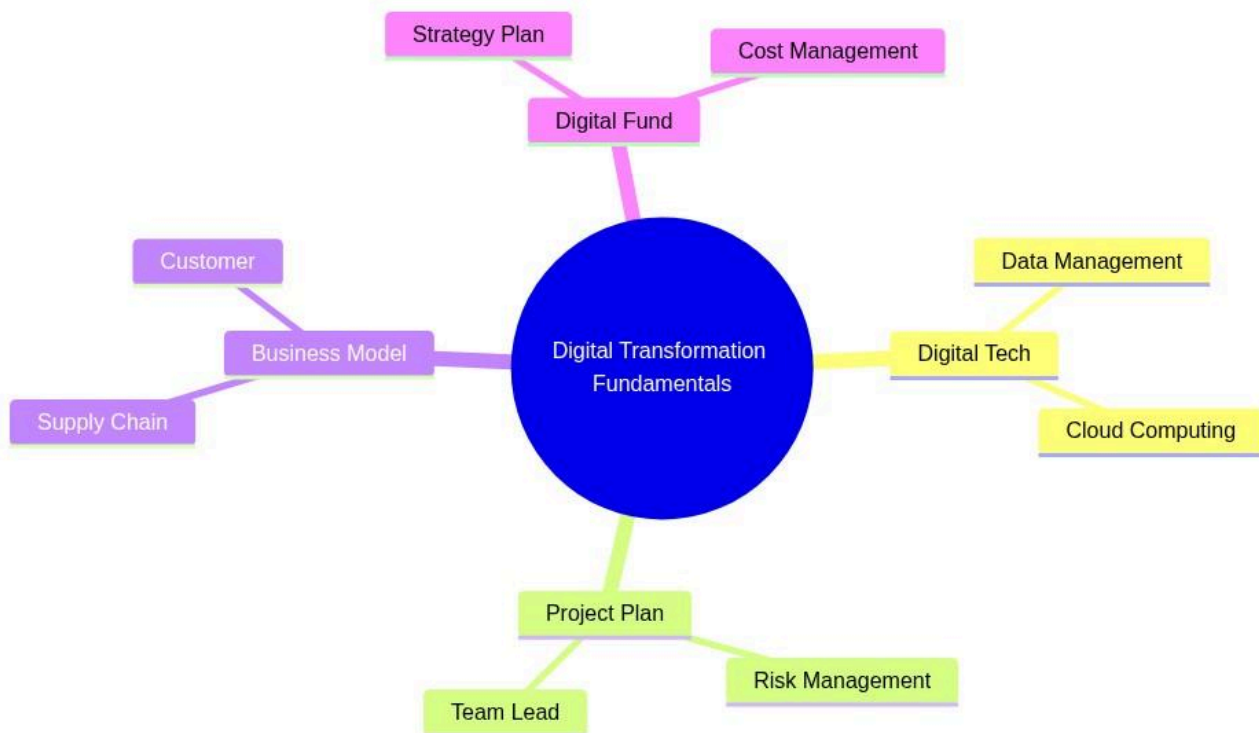 Strategy Plan
Cost Management
Digital Fund
Customer
Data Management
Business Model
Digital Transformation
Fundamentals
Digital Tech
Supply Chain
Cloud Computing
Project Plan
Risk Management
Team Lead